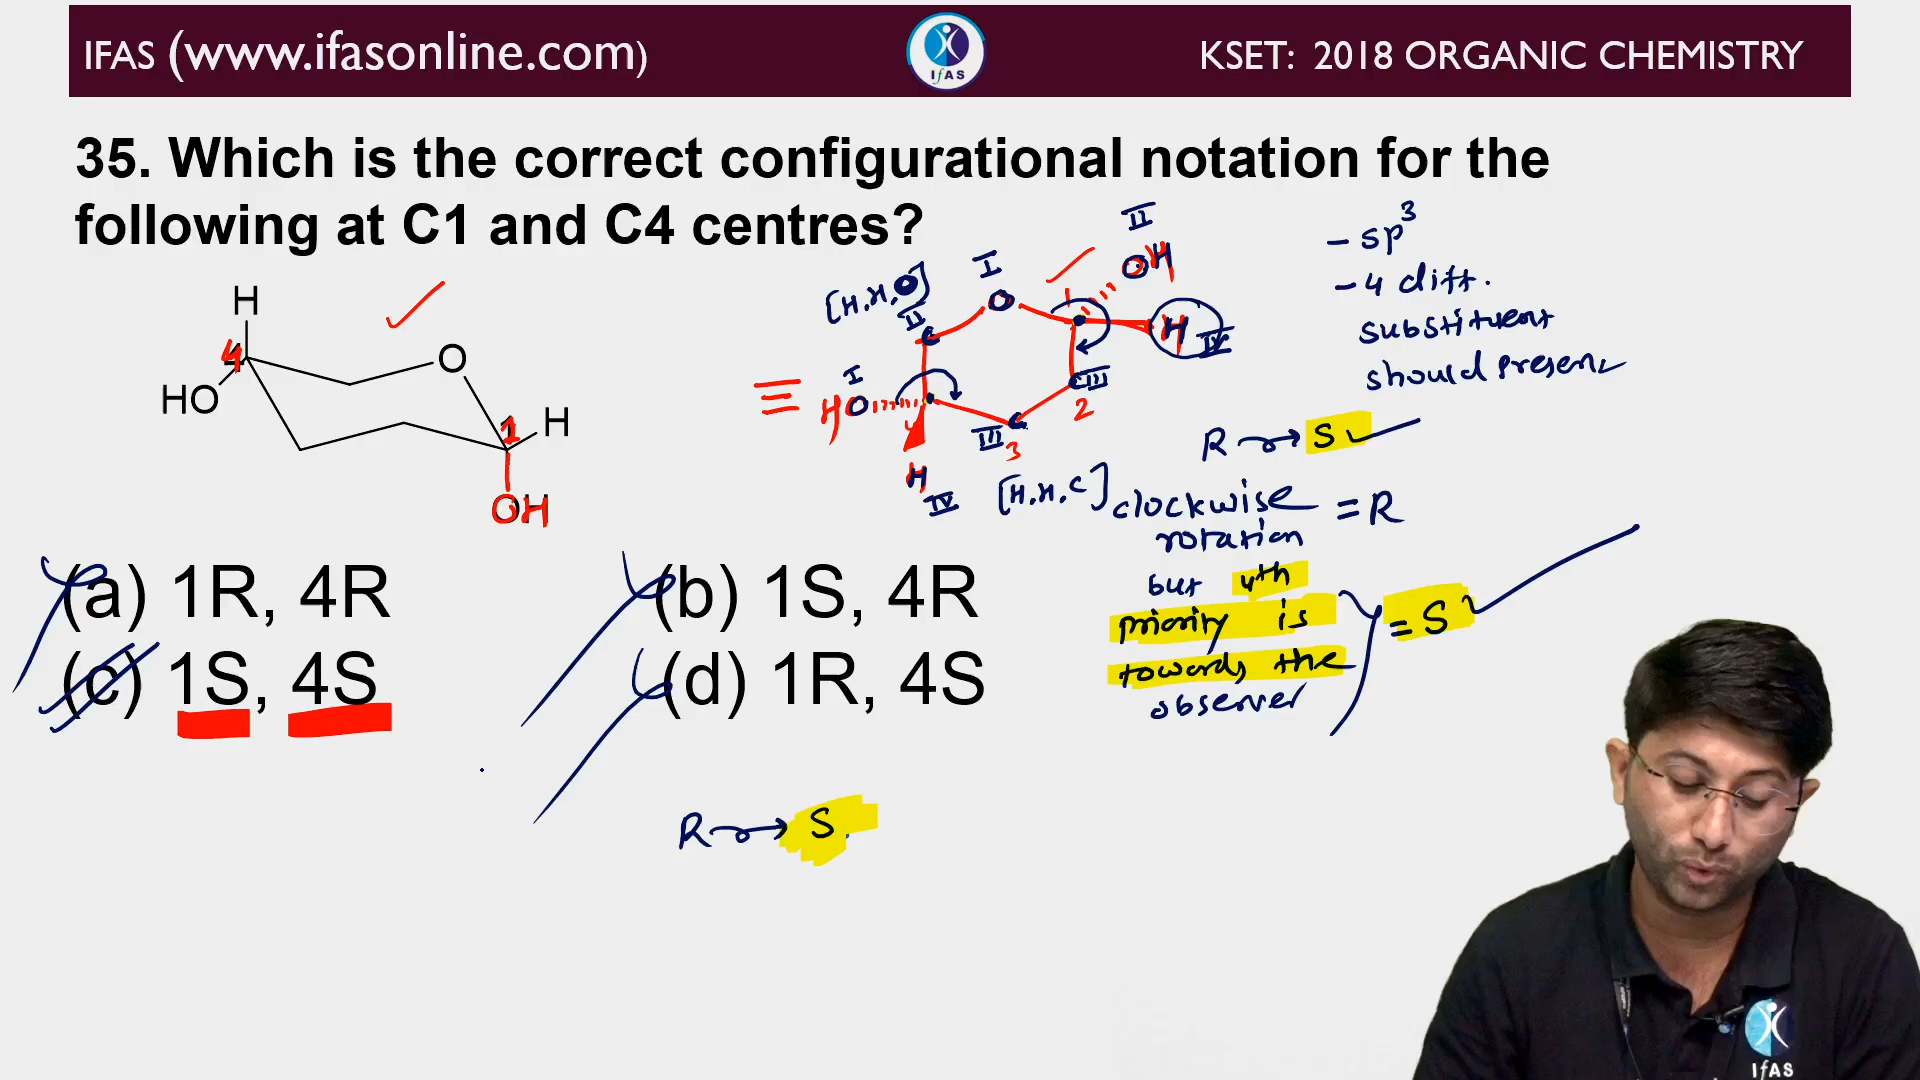 IFAS (www.ifasonline.com)
IfAS
KSET: 2018 ORGANIC CHEMISTRY
35. Which is the correct configurational notation for the
following at C1 and C4 centres?
H
4
HO
O
1
H
OH
[H,H,O]
I
II
OH
O
1
H
IV
II
C
I
HO
4
H
IV
III
C
3
C III
2
[H,H,C]
- sp3
- 4 diff.
substituent
should presence
R → S
clockwise = R
rotation
but 4th
priority is = S
towards the
observer
(a) 1R, 4R
(b) 1S, 4R
(c) 1S, 4S
(d) 1R, 4S
R → S
IfAS